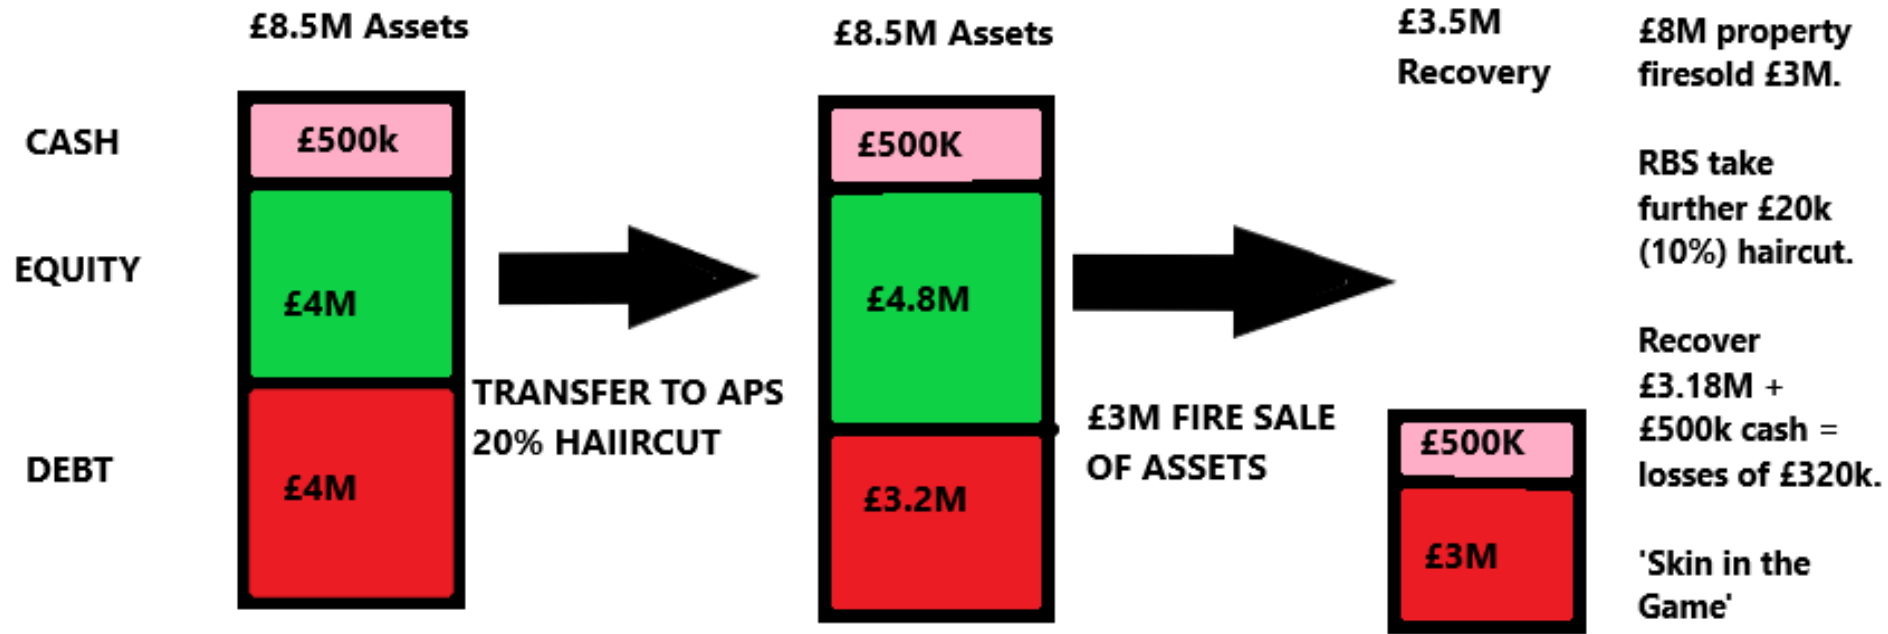 £8.5M Assets
£8.5M Assets
£3.5M
Recovery
£8M property
firesold £3M.
CASH
£500k
£500K
RBS take
further £20k
(10%) haircut.
EQUITY
£4M
£4.8M
TRANSFER TO APS
20% HAIIRCUT
£3M FIRE SALE
OF ASSETS
Recover
£3.18M +
£500k cash =
losses of £320k.
DEBT
£4M
£3.2M
£500K
£3M
'Skin in the
Game'